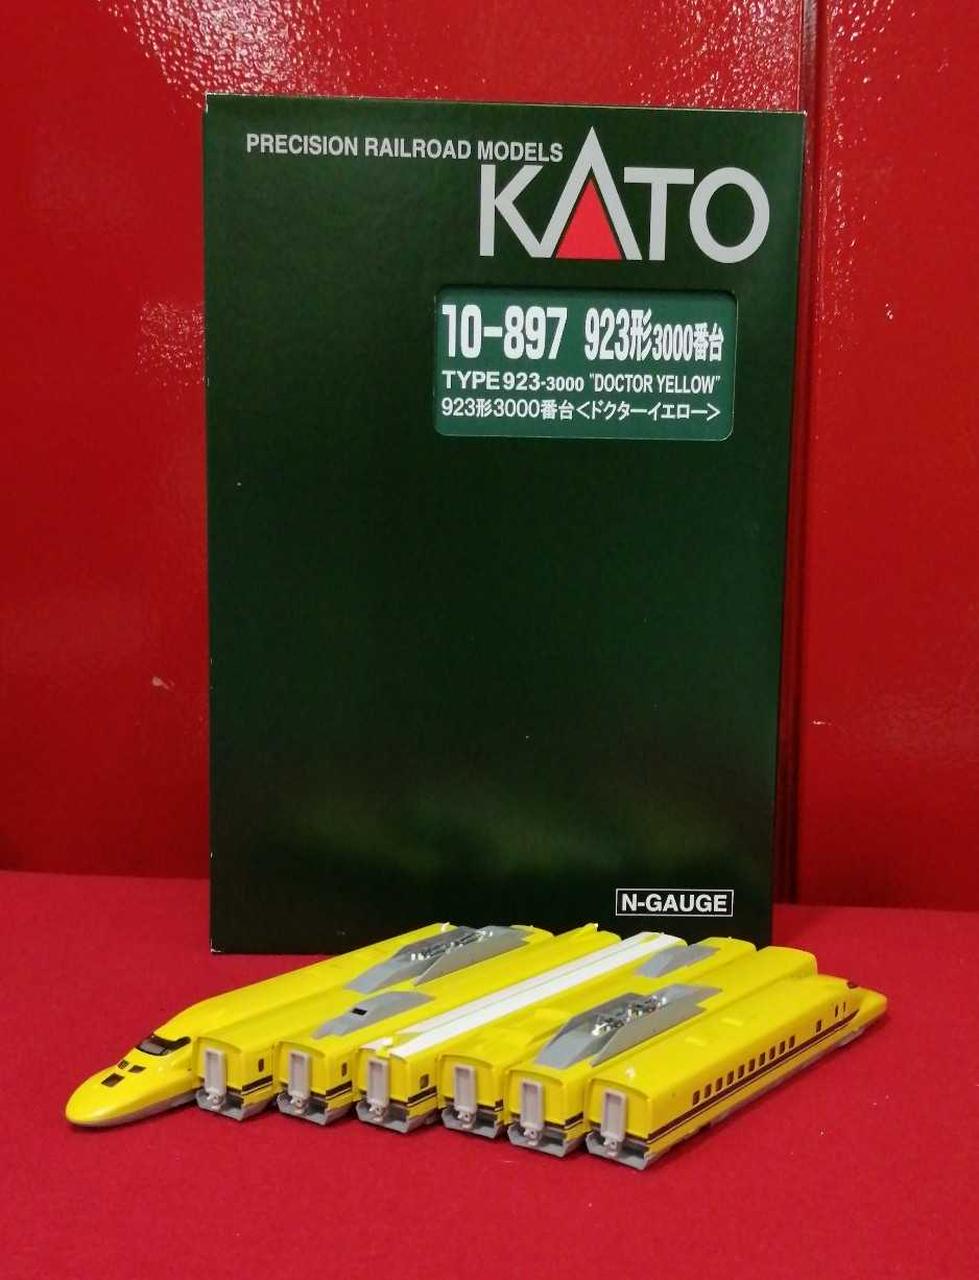 PRECISION RAILROAD MODELS
KATO
10-897 923形3000番台
TYPE 923-3000 "DOCTOR YELLOW"
923形3000番台<ドクターイエロー>
N-GAUGE